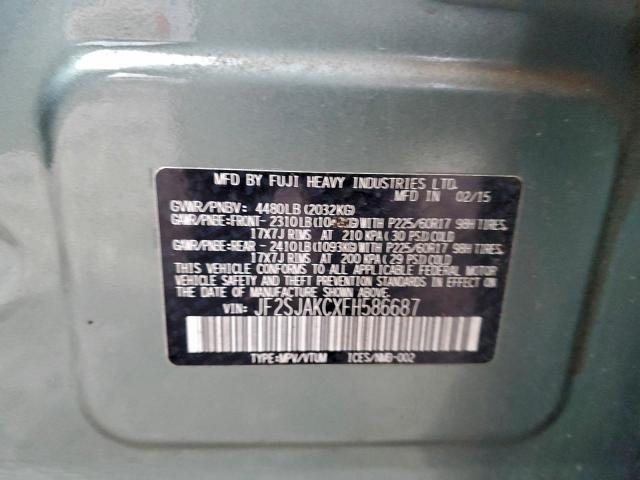 MFD BY FUJI HEAVY INDUSTRIES LTD.
MFD IN 02/15
GVWR/PNBV: 4480LB (2032KG)
GAWR/PNBE:FRONT- 2310LB WITH P225/60R17 98H TIRES,
17X7J RIMS AT 210 KPA( 30 PSI) COLD
GAWR/PNBE:REAR - 2410LB (1093KG) WITH P225/60R17 98H TIRES,
17X7J RIMS AT 200 KPA( 29 PSI) COLD
THIS VEHICLE CONFORMS TO ALL APPLICABLE FEDERAL MOTOR
VEHICLE SAFETY AND THEFT PREVENTION STANDARDS IN EFFECT
ON THE DATE OF MANUFACTURE SHOWN ABOVE.
VIN: JF2SJAKCXFH586687
TYPE:MPV/VTUM ICES/NMB-002